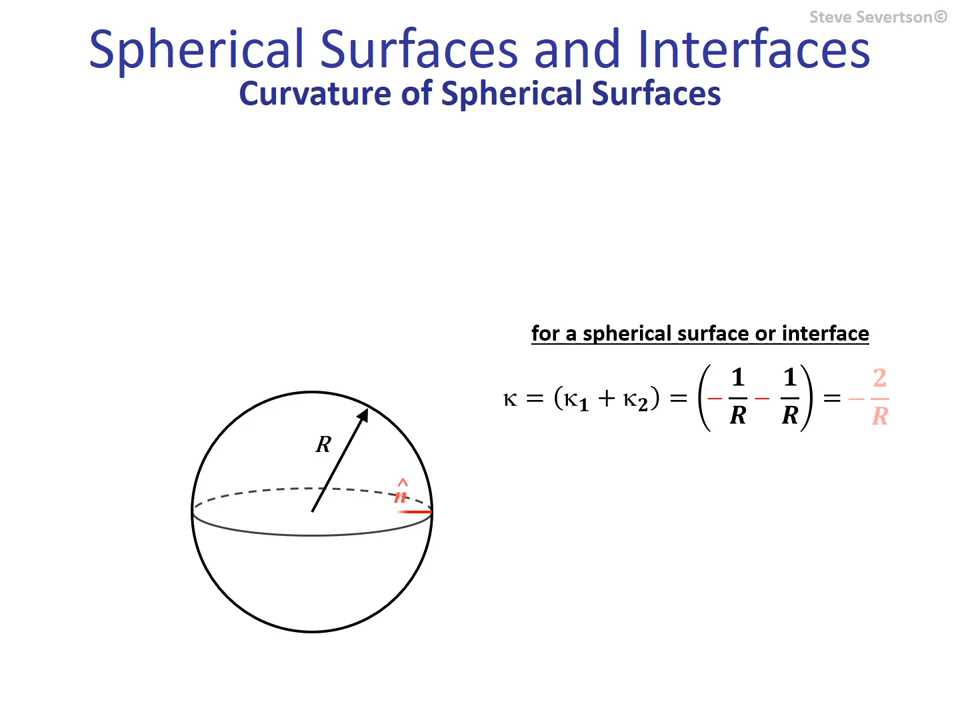 Steve Severtson©
Spherical Surfaces and Interfaces
Curvature of Spherical Surfaces
for a spherical surface or interface
κ = (κ₁ + κ₂) = (− 1/R − 1/R) = − 2/R
R
n̂